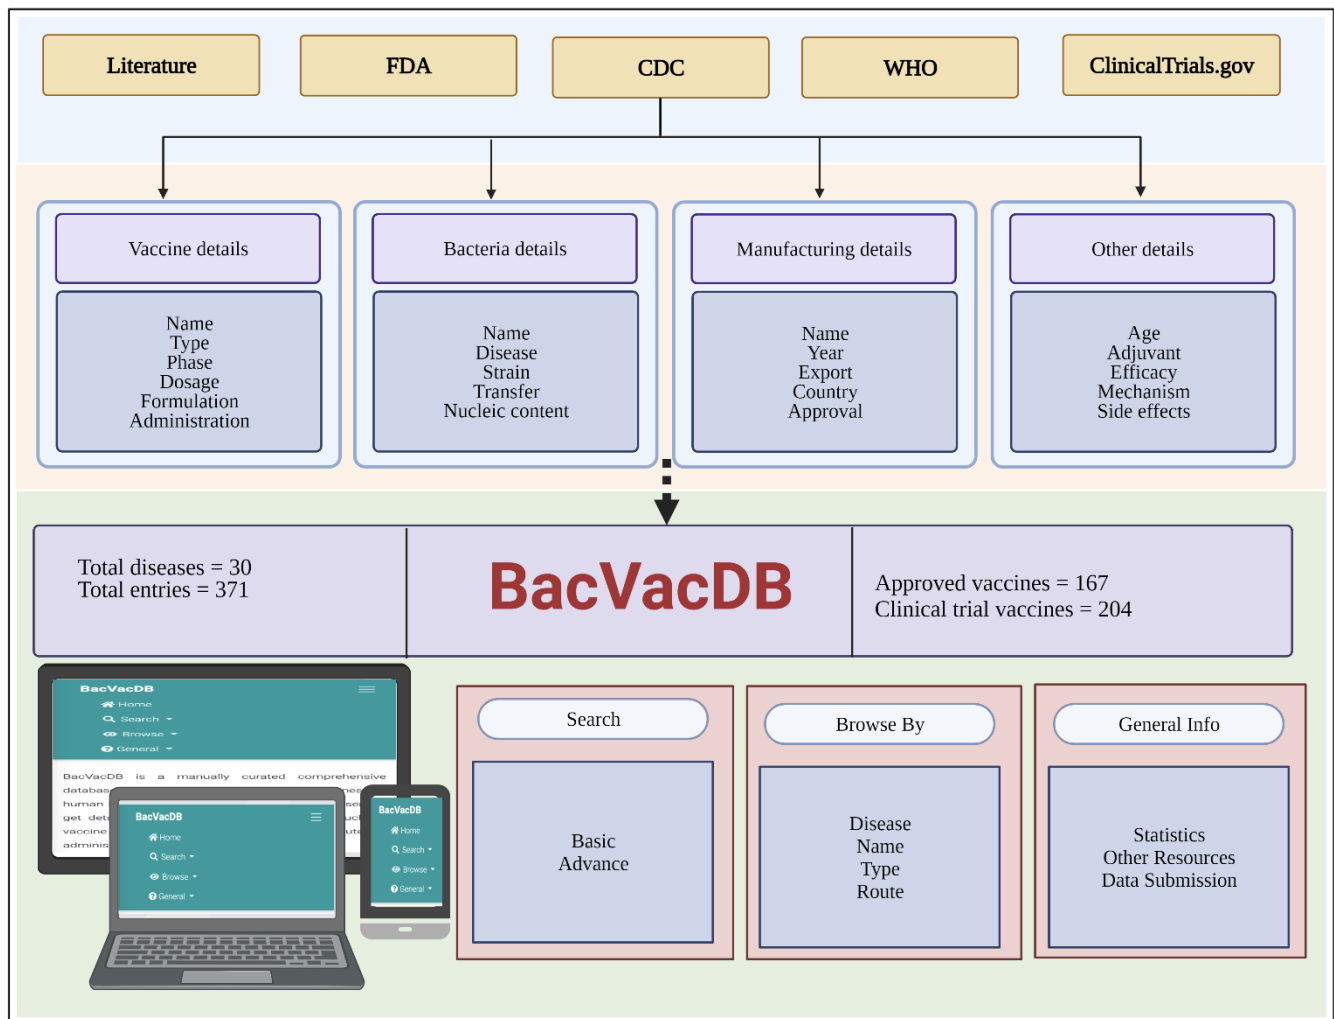 Literature
FDA
CDC
WHO
ClinicalTrials.gov
Vaccine details
Name
Type
Phase
Dosage
Formulation
Administration
Bacteria details
Name
Disease
Strain
Transfer
Nucleic content
Manufacturing details
Name
Year
Export
Country
Approval
Other details
Age
Adjuvant
Efficacy
Mechanism
Side effects
Total diseases = 30
Total entries = 371
BacVacDB
Approved vaccines = 167
Clinical trial vaccines = 204
BacVacDB
Home
Search
Browse
General
BacVacDB is a manually curated comprehensive
human
vaccine
BacVacDB
Home
Search
Browse
General
BacVacDB
Home
Search
Browse
General
Search
Basic
Advance
Browse By
Disease
Name
Type
Route
General Info
Statistics
Other Resources
Data Submission